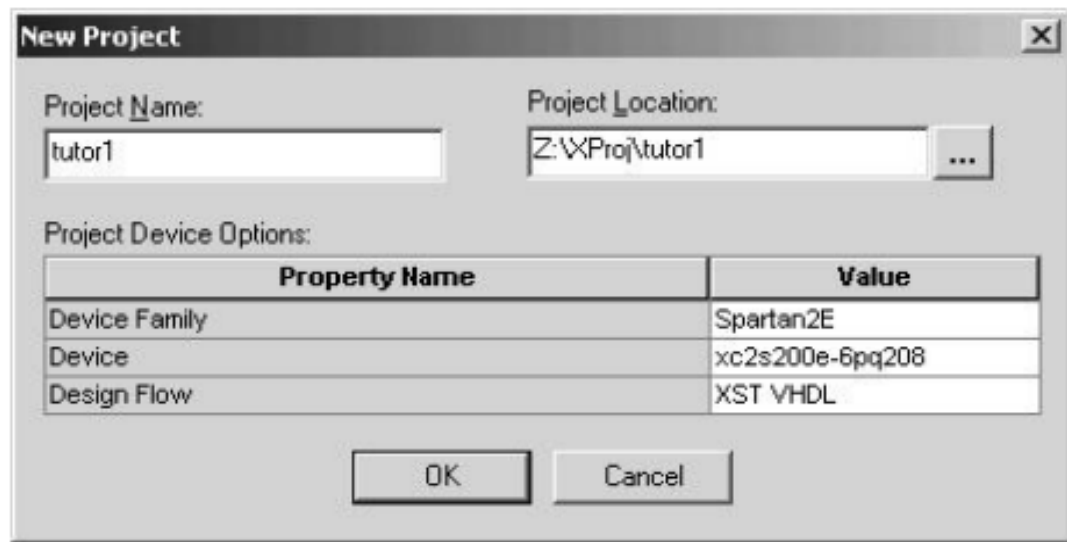 New Project
Project Name:
Project Location:
tutor1
Z:\XProj\tutor1
...
Project Device Options:
Property Name Value
Device Family Spartan2E
Device xc2s200e-6pq208
Design Flow XST VHDL
OK Cancel